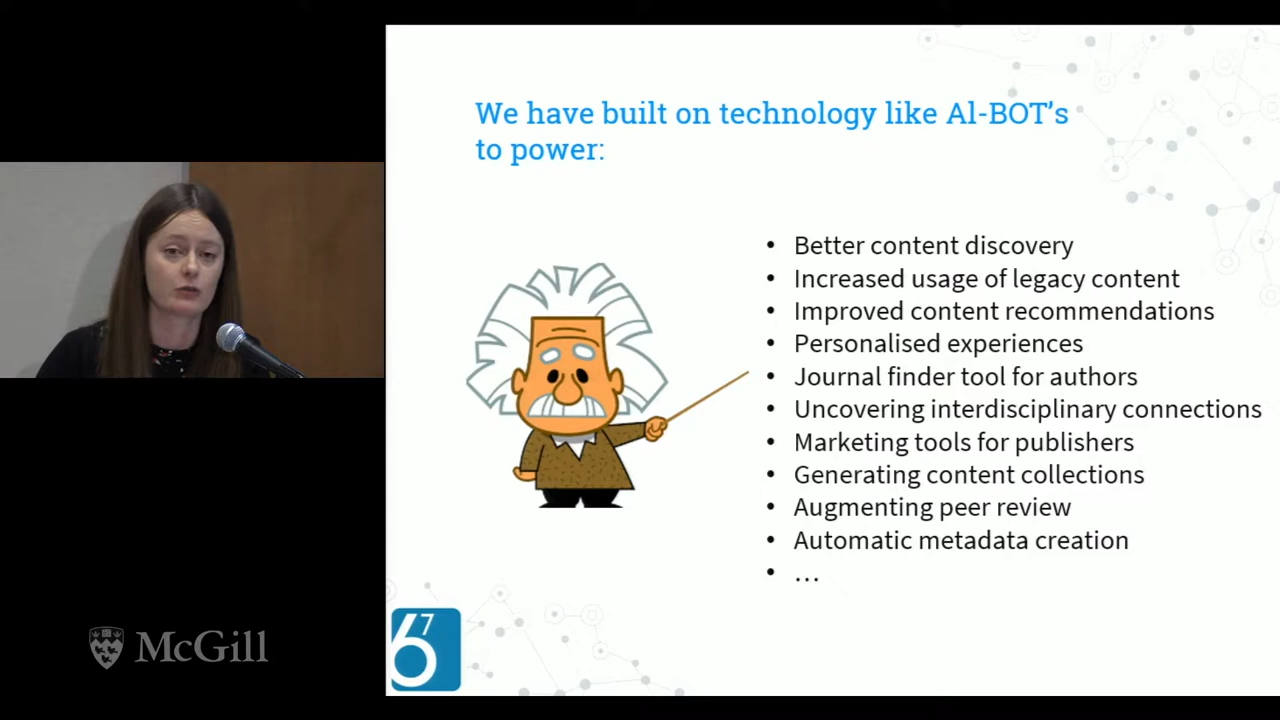 We have built on technology like Al-BOT's
to power:
• Better content discovery
• Increased usage of legacy content
• Improved content recommendations
• Personalised experiences
• Journal finder tool for authors
• Uncovering interdisciplinary connections
• Marketing tools for publishers
• Generating content collections
• Augmenting peer review
• Automatic metadata creation
• ...
67
McGill